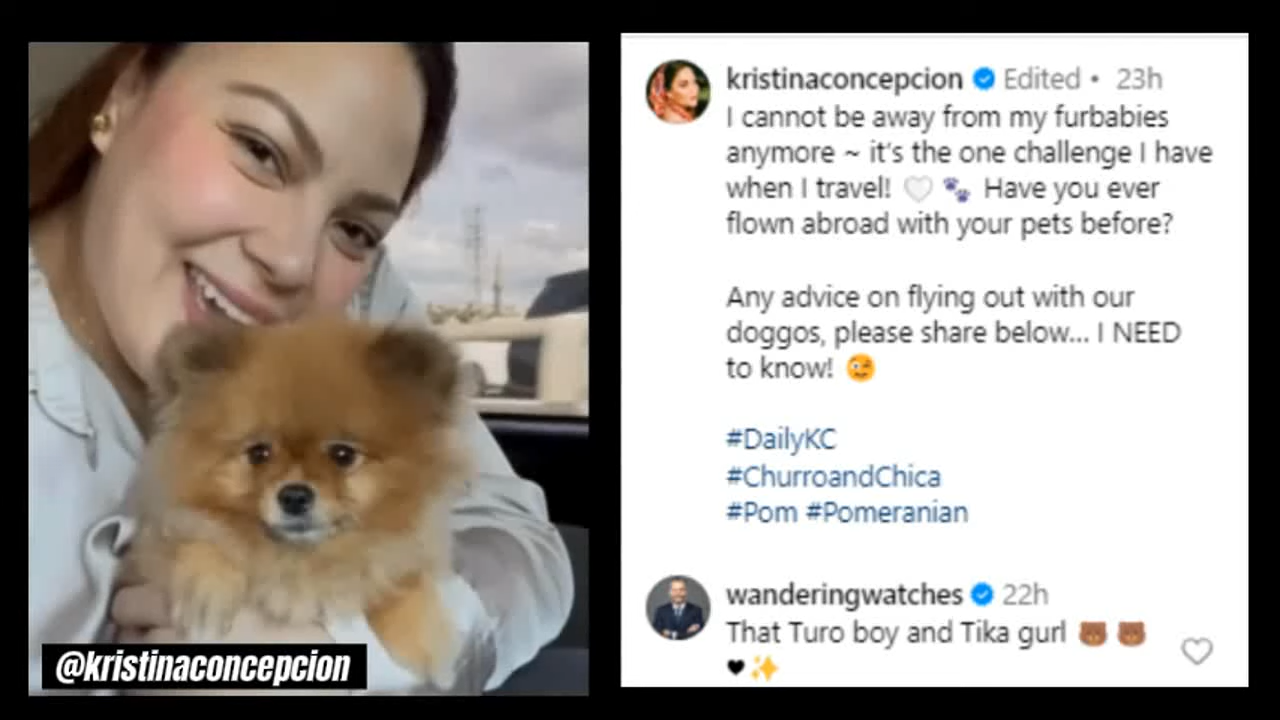 kristinaconcepcion Edited • 23h
I cannot be away from my furbabies
anymore ~ it's the one challenge I have
when I travel! 🤍 🐾 Have you ever
flown abroad with your pets before?
Any advice on flying out with our
doggos, please share below... I NEED
to know! 😉
#DailyKC
#ChurroandChica
#Pom #Pomeranian
wanderingwatches 22h
That Turo boy and Tika gurl 🐻 🐻
🖤✨
@kristinaconcepcion